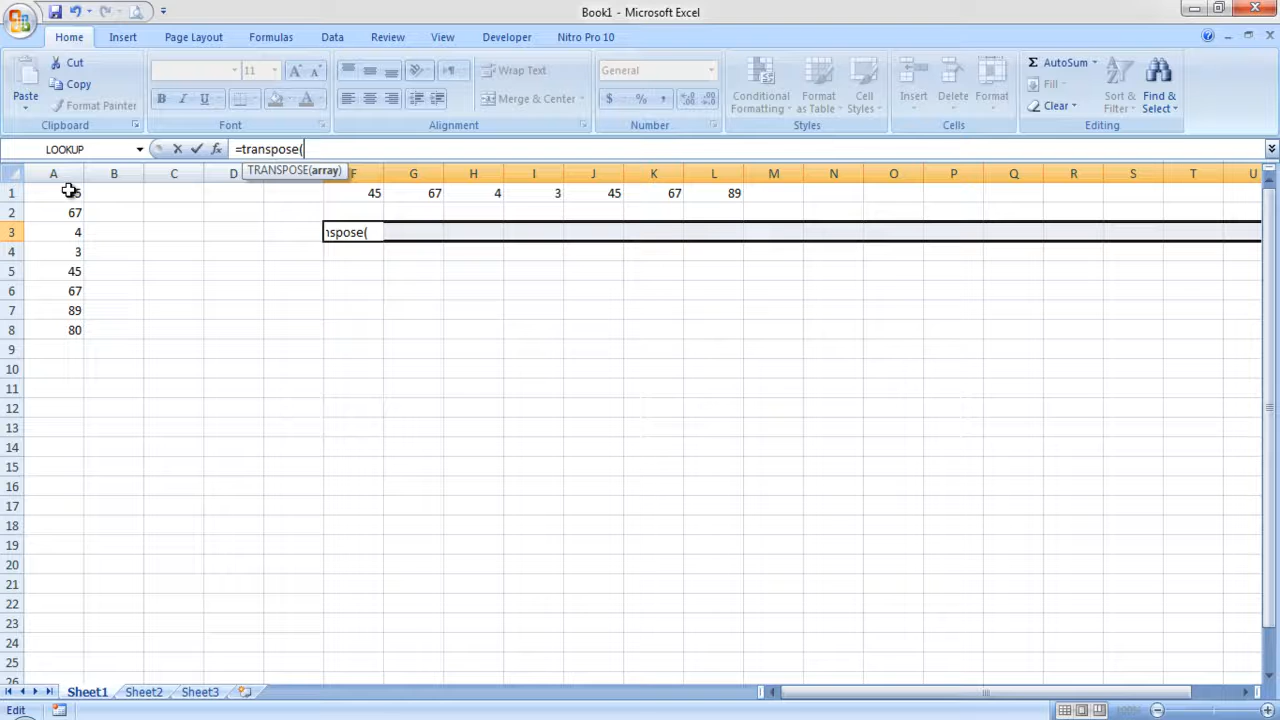 Book1 - Microsoft Excel
Home Insert Page Layout Formulas Data Review View Developer Nitro Pro 10
Paste
Cut
Copy
Format Painter
Clipboard
11
B I U
Font
Wrap Text
Merge & Center
Alignment
General
$ % ,
Number
Conditional Formatting
Format as Table
Cell Styles
Styles
Insert
Delete
Format
Cells
Σ AutoSum
Fill
Clear
Sort & Filter
Find & Select
Editing
LOOKUP fx =transpose(
TRANSPOSE(array)
A B C D F G H I J K L M N O P Q R S T U
1 5 45 67 4 3 45 67 89
2 67
3 4 nspose(
4 3
5 45
6 67
7 89
8 80
9
10
11
12
13
14
15
16
17
18
19
20
21
22
23
24
25
26
Sheet1 Sheet2 Sheet3
Edit 100%